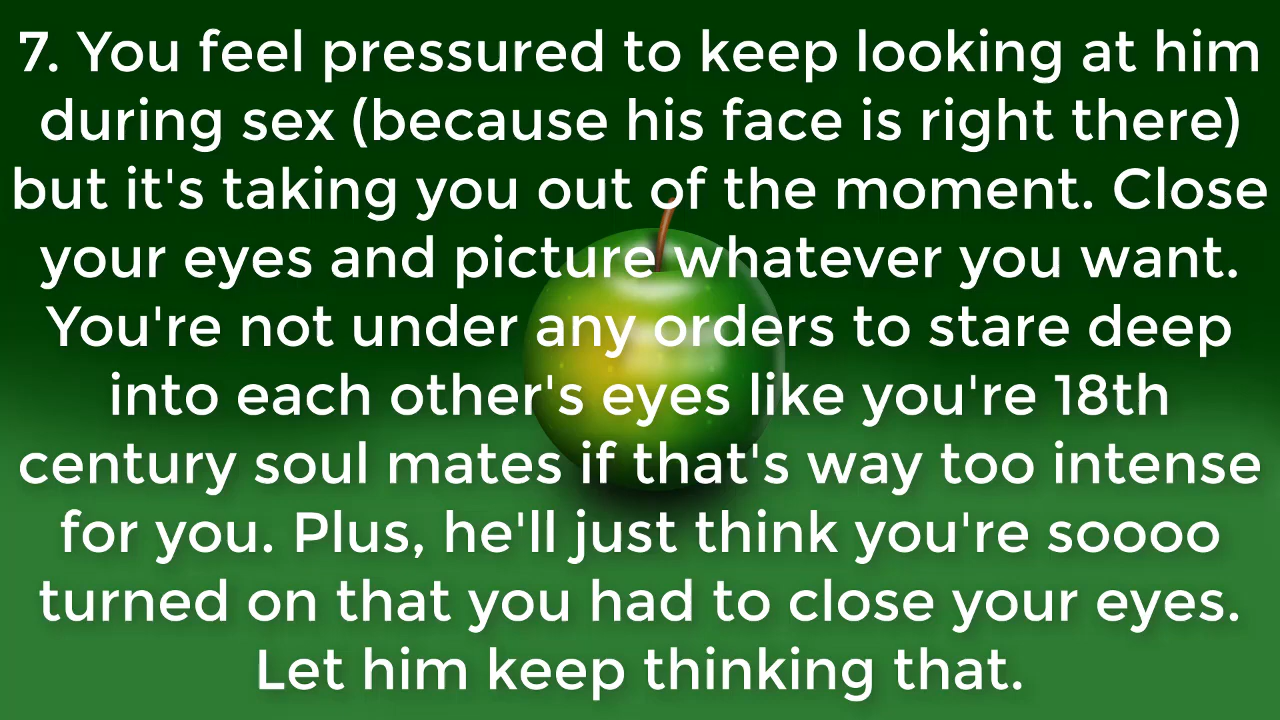 7. You feel pressured to keep looking at him
during sex (because his face is right there)
but it's taking you out of the moment. Close
your eyes and picture whatever you want.
You're not under any orders to stare deep
into each other's eyes like you're 18th
century soul mates if that's way too intense
for you. Plus, he'll just think you're soooo
turned on that you had to close your eyes.
Let him keep thinking that.